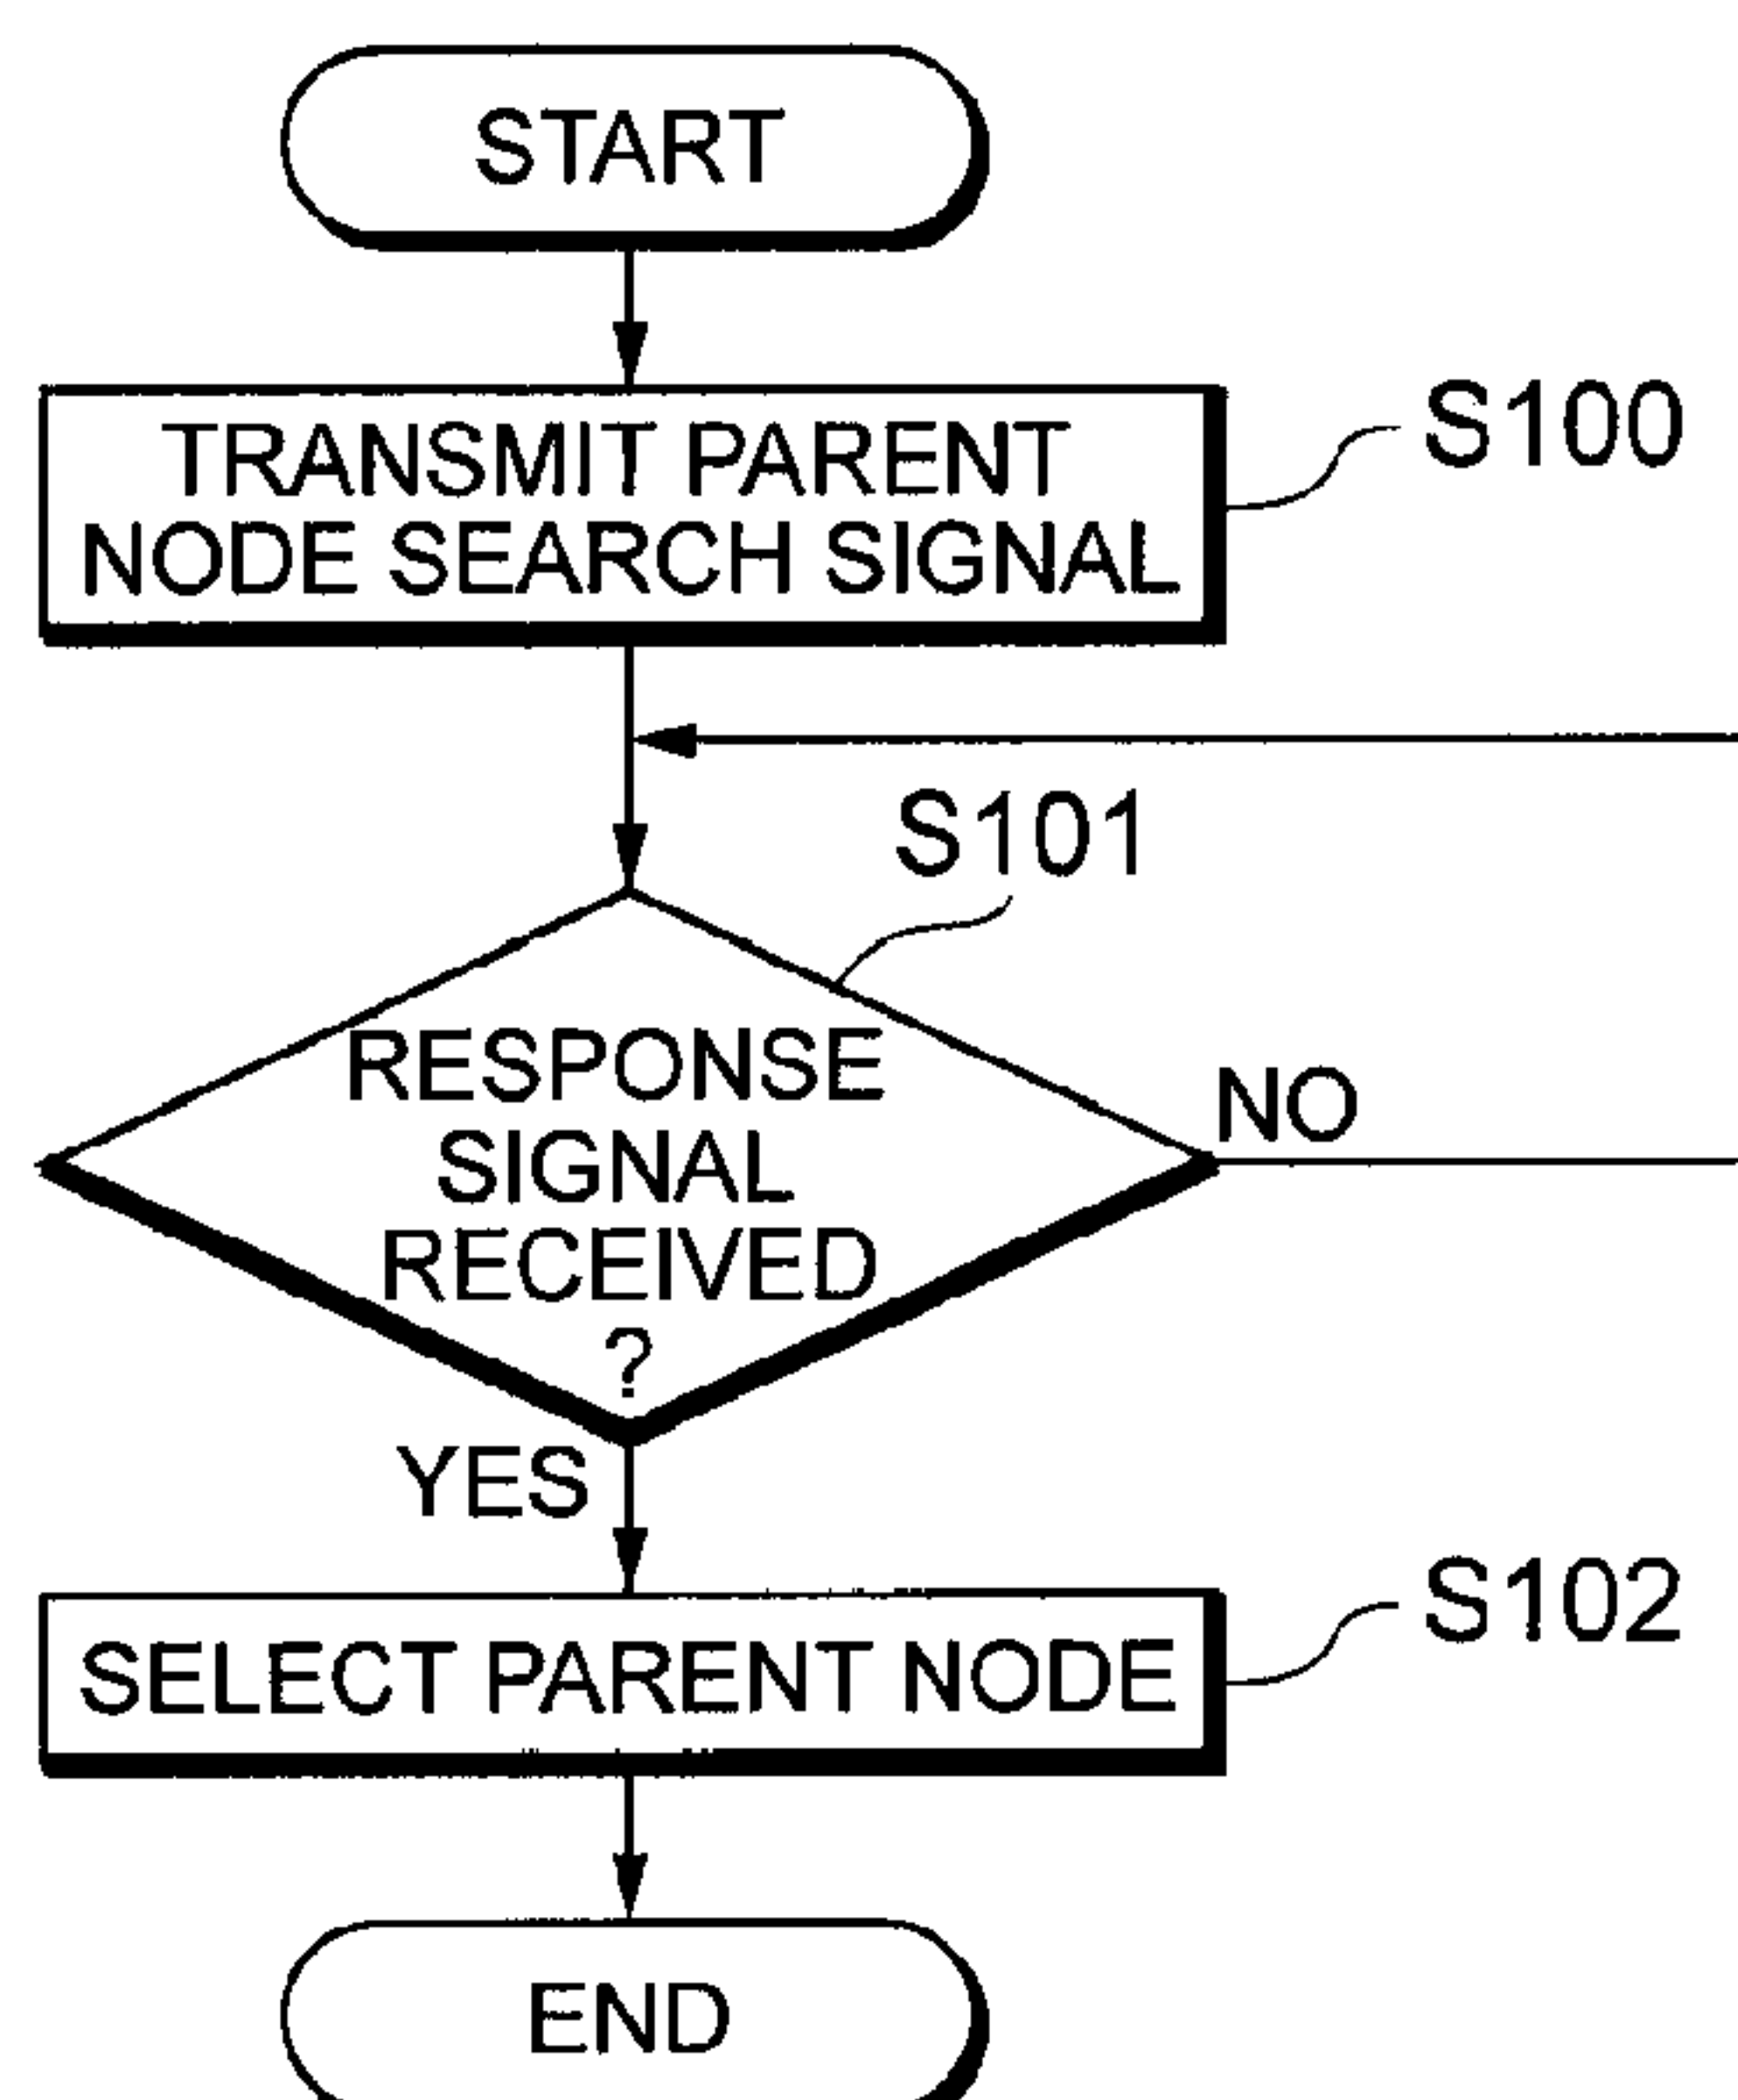 START
TRANSMIT PARENT
NODE SEARCH SIGNAL
S100
S101
RESPONSE
SIGNAL
RECEIVED
?
NO
YES
SELECT PARENT NODE
S102
END